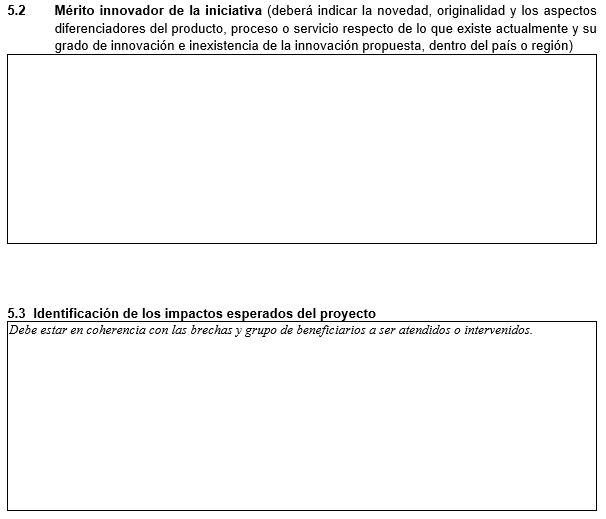 5.2 Mérito innovador de la iniciativa (deberá indicar la novedad, originalidad y los aspectos
diferenciadores del producto, proceso o servicio respecto de lo que existe actualmente y su
grado de innovación e inexistencia de la innovación propuesta, dentro del país o región)
5.3 Identificación de los impactos esperados del proyecto
Debe estar en coherencia con las brechas y grupo de beneficiarios a ser atendidos o intervenidos.